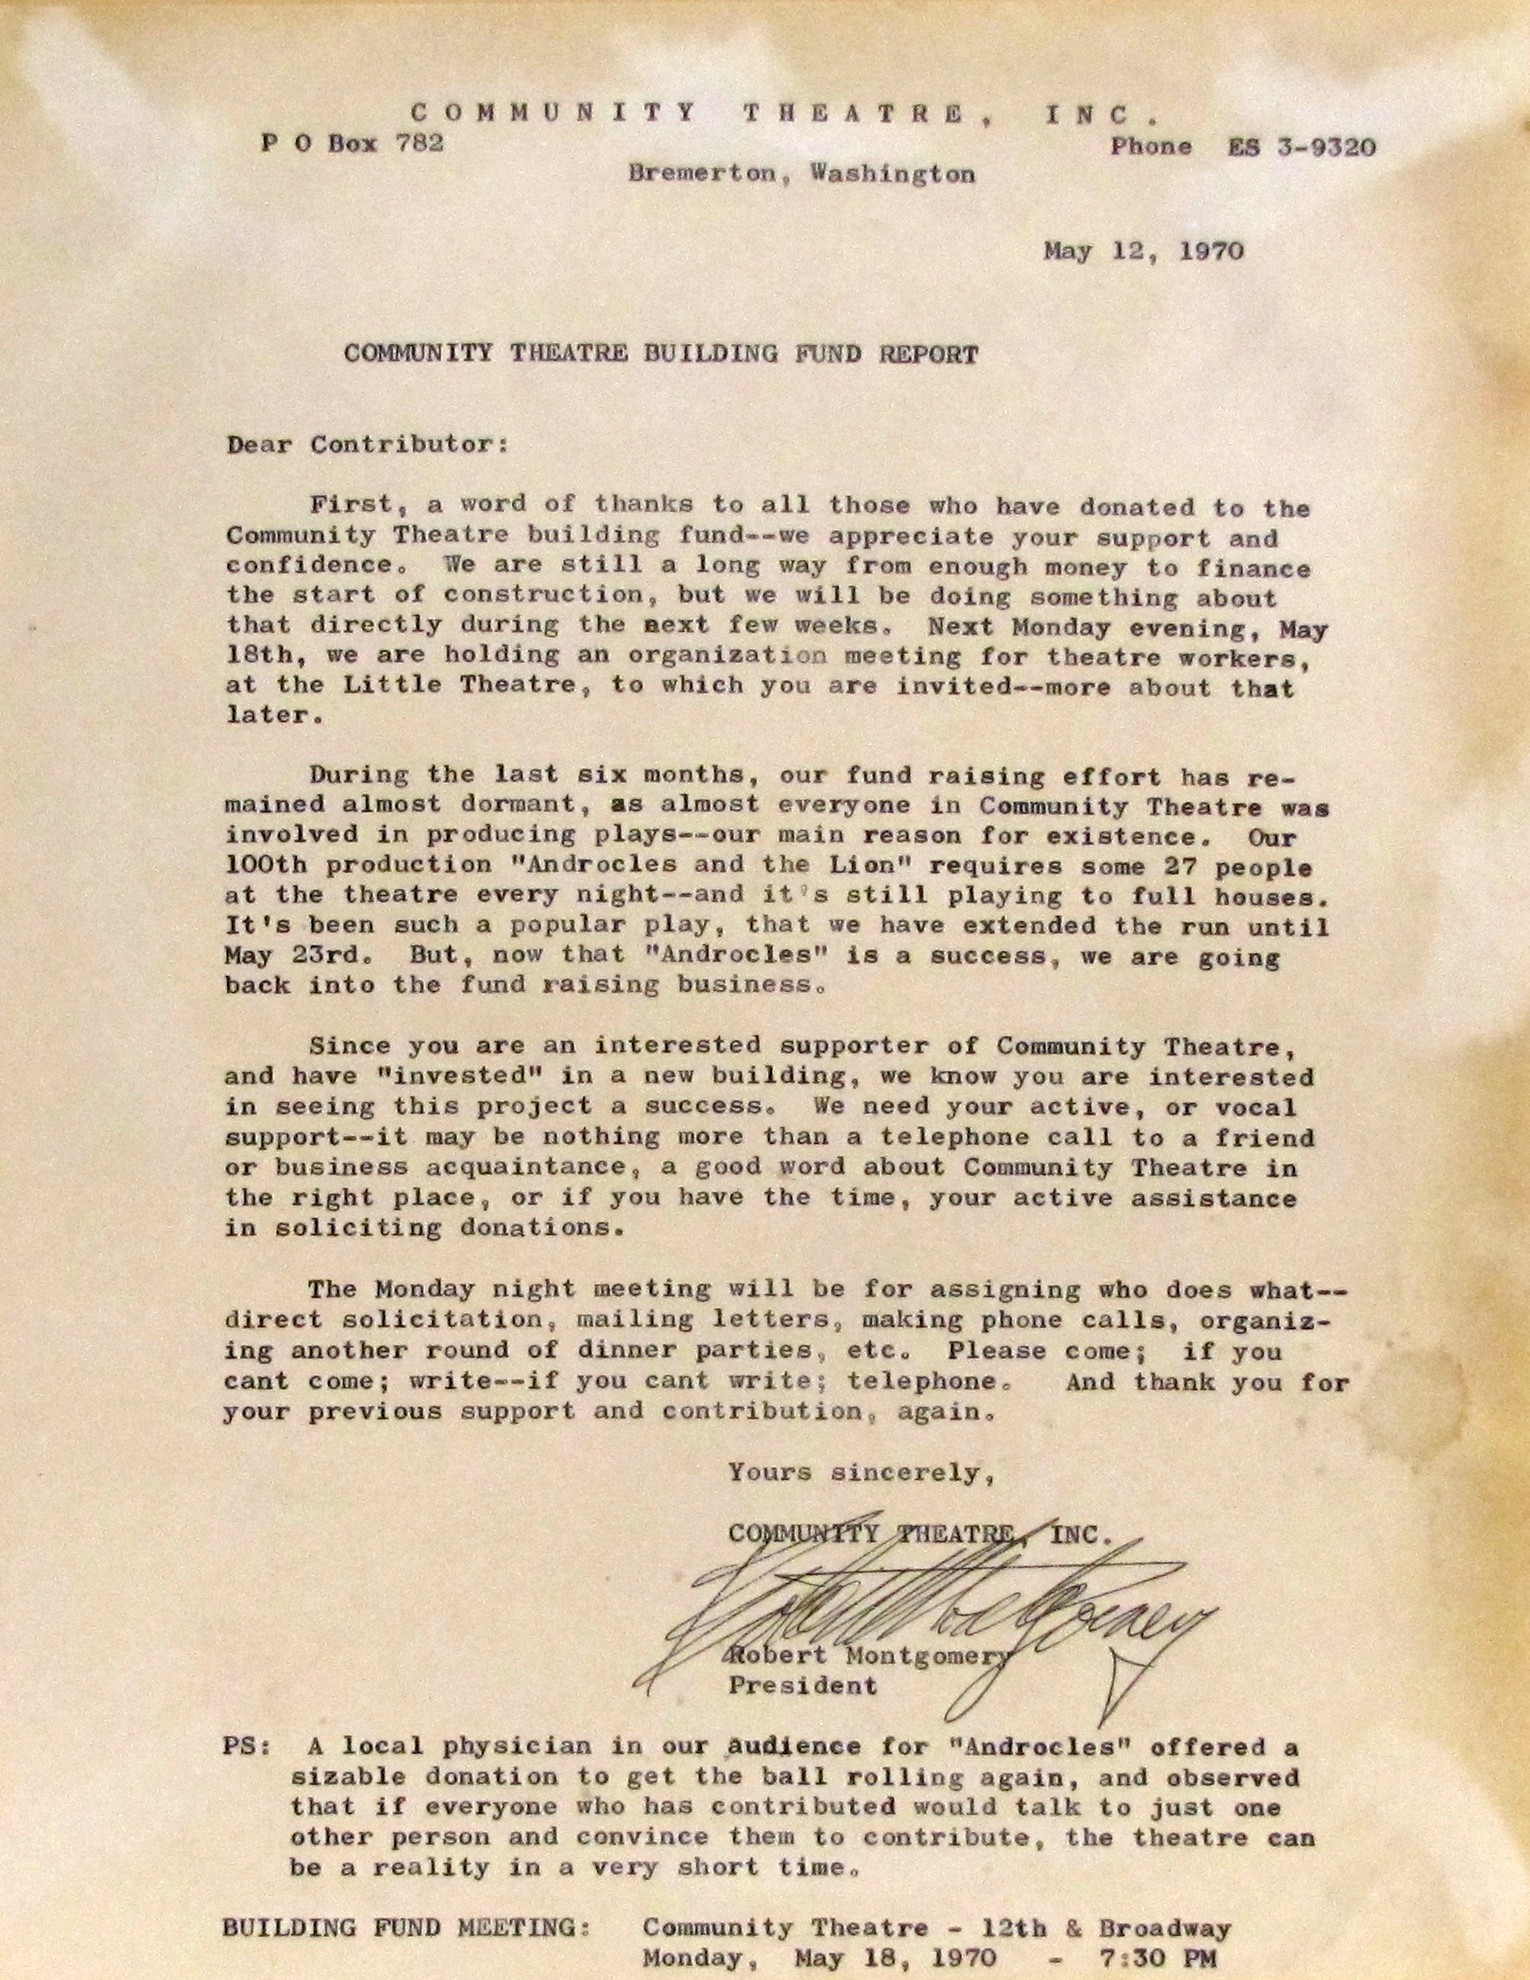 COMMUNITY THEATRE, INC.
P O Box 782 Phone ES 3-9320
Bremerton, Washington
May 12, 1970
COMMUNITY THEATRE BUILDING FUND REPORT
Dear Contributor:
First, a word of thanks to all those who have donated to the
Community Theatre building fund--we appreciate your support and
confidence. We are still a long way from enough money to finance
the start of construction, but we will be doing something about
that directly during the next few weeks. Next Monday evening, May
18th, we are holding an organization meeting for theatre workers,
at the Little Theatre, to which you are invited--more about that
later.
During the last six months, our fund raising effort has re-
mained almost dormant, as almost everyone in Community Theatre was
involved in producing plays--our main reason for existence. Our
100th production "Androcles and the Lion" requires some 27 people
at the theatre every night--and it's still playing to full houses.
It's been such a popular play, that we have extended the run until
May 23rd. But, now that "Androcles" is a success, we are going
back into the fund raising business.
Since you are an interested supporter of Community Theatre,
and have "invested" in a new building, we know you are interested
in seeing this project a success. We need your active, or vocal
support--it may be nothing more than a telephone call to a friend
or business acquaintance, a good word about Community Theatre in
the right place, or if you have the time, your active assistance
in soliciting donations.
The Monday night meeting will be for assigning who does what--
direct solicitation, mailing letters, making phone calls, organiz-
ing another round of dinner parties, etc. Please come; if you
cant come; write--if you cant write; telephone. And thank you for
your previous support and contribution, again.
Yours sincerely,
COMMUNITY THEATRE, INC.
Robert Montgomery
Robert Montgomery
President
PS: A local physician in our audience for "Androcles" offered a
sizable donation to get the ball rolling again, and observed
that if everyone who has contributed would talk to just one
other person and convince them to contribute, the theatre can
be a reality in a very short time.
BUILDING FUND MEETING: Community Theatre - 12th & Broadway
Monday, May 18, 1970 - 7:30 PM